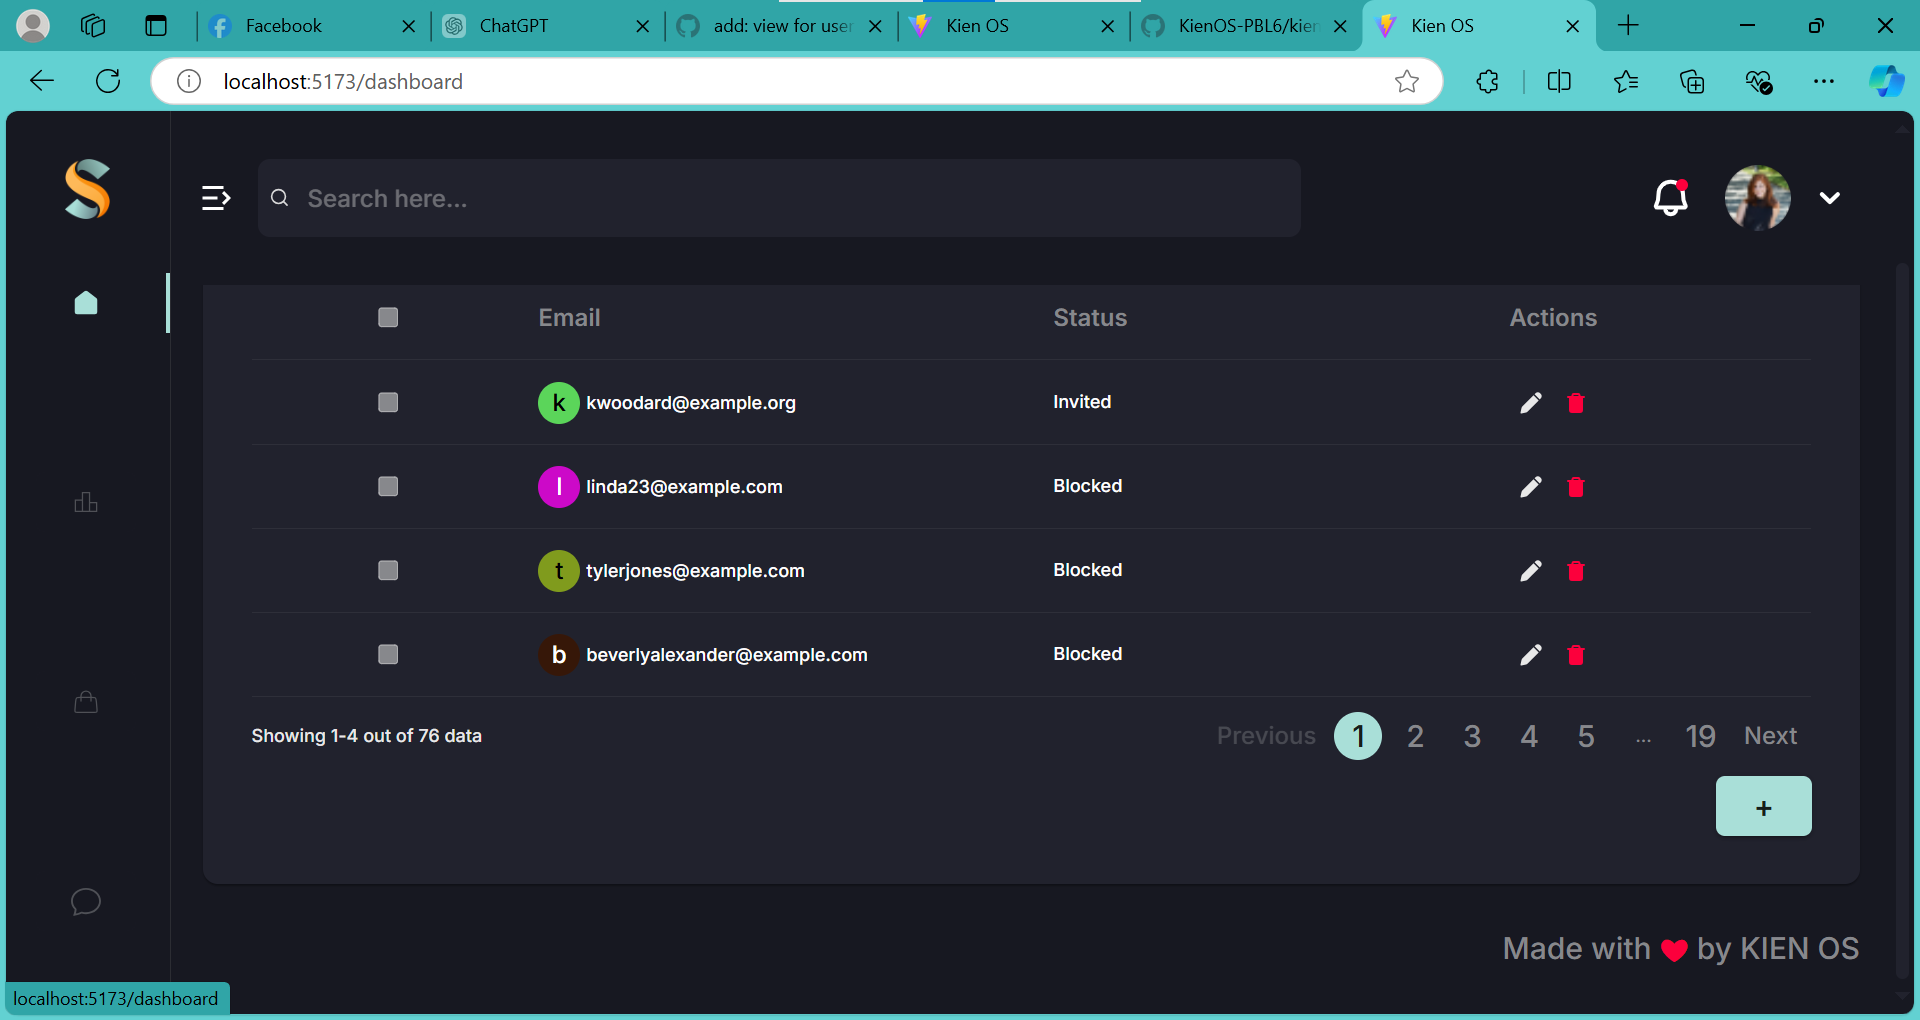 Facebook
ChatGPT
add: view for user
Kien OS
KienOS-PBL6/kien
Kien OS
localhost:5173/dashboard
Search here...
Email Status Actions
k kwoodard@example.org Invited
l linda23@example.com Blocked
t tylerjones@example.com Blocked
b beverlyalexander@example.com Blocked
Showing 1-4 out of 76 data
Previous 1 2 3 4 5 ... 19 Next
+
Made with ❤ by KIEN OS
localhost:5173/dashboard